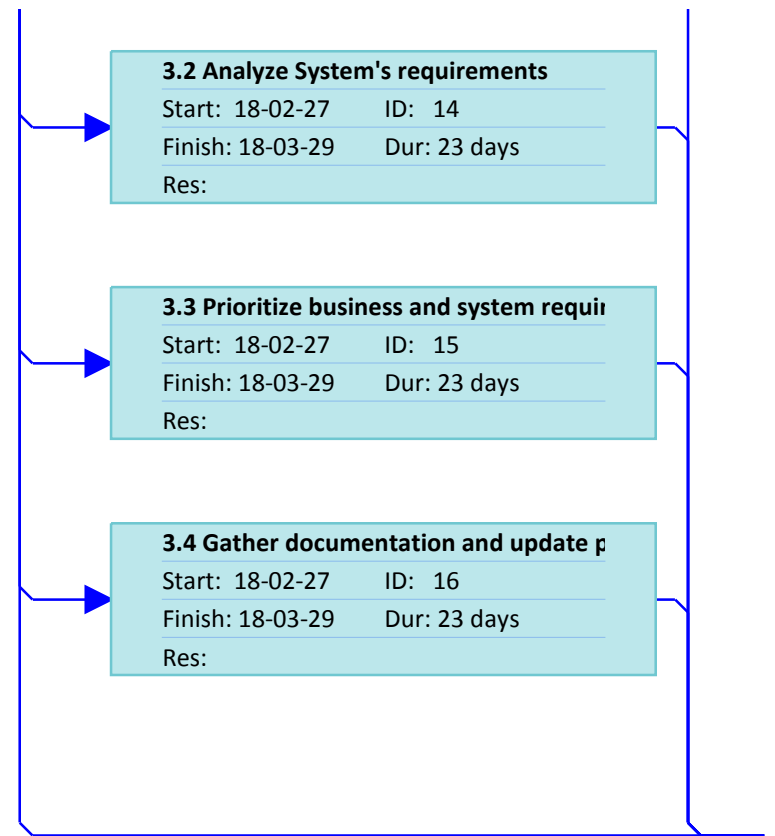 3.2 Analyze System's requirements
Start: 18-02-27 ID: 14
Finish: 18-03-29 Dur: 23 days
Res:
3.3 Prioritize business and system requir
Start: 18-02-27 ID: 15
Finish: 18-03-29 Dur: 23 days
Res:
3.4 Gather documentation and update p
Start: 18-02-27 ID: 16
Finish: 18-03-29 Dur: 23 days
Res: